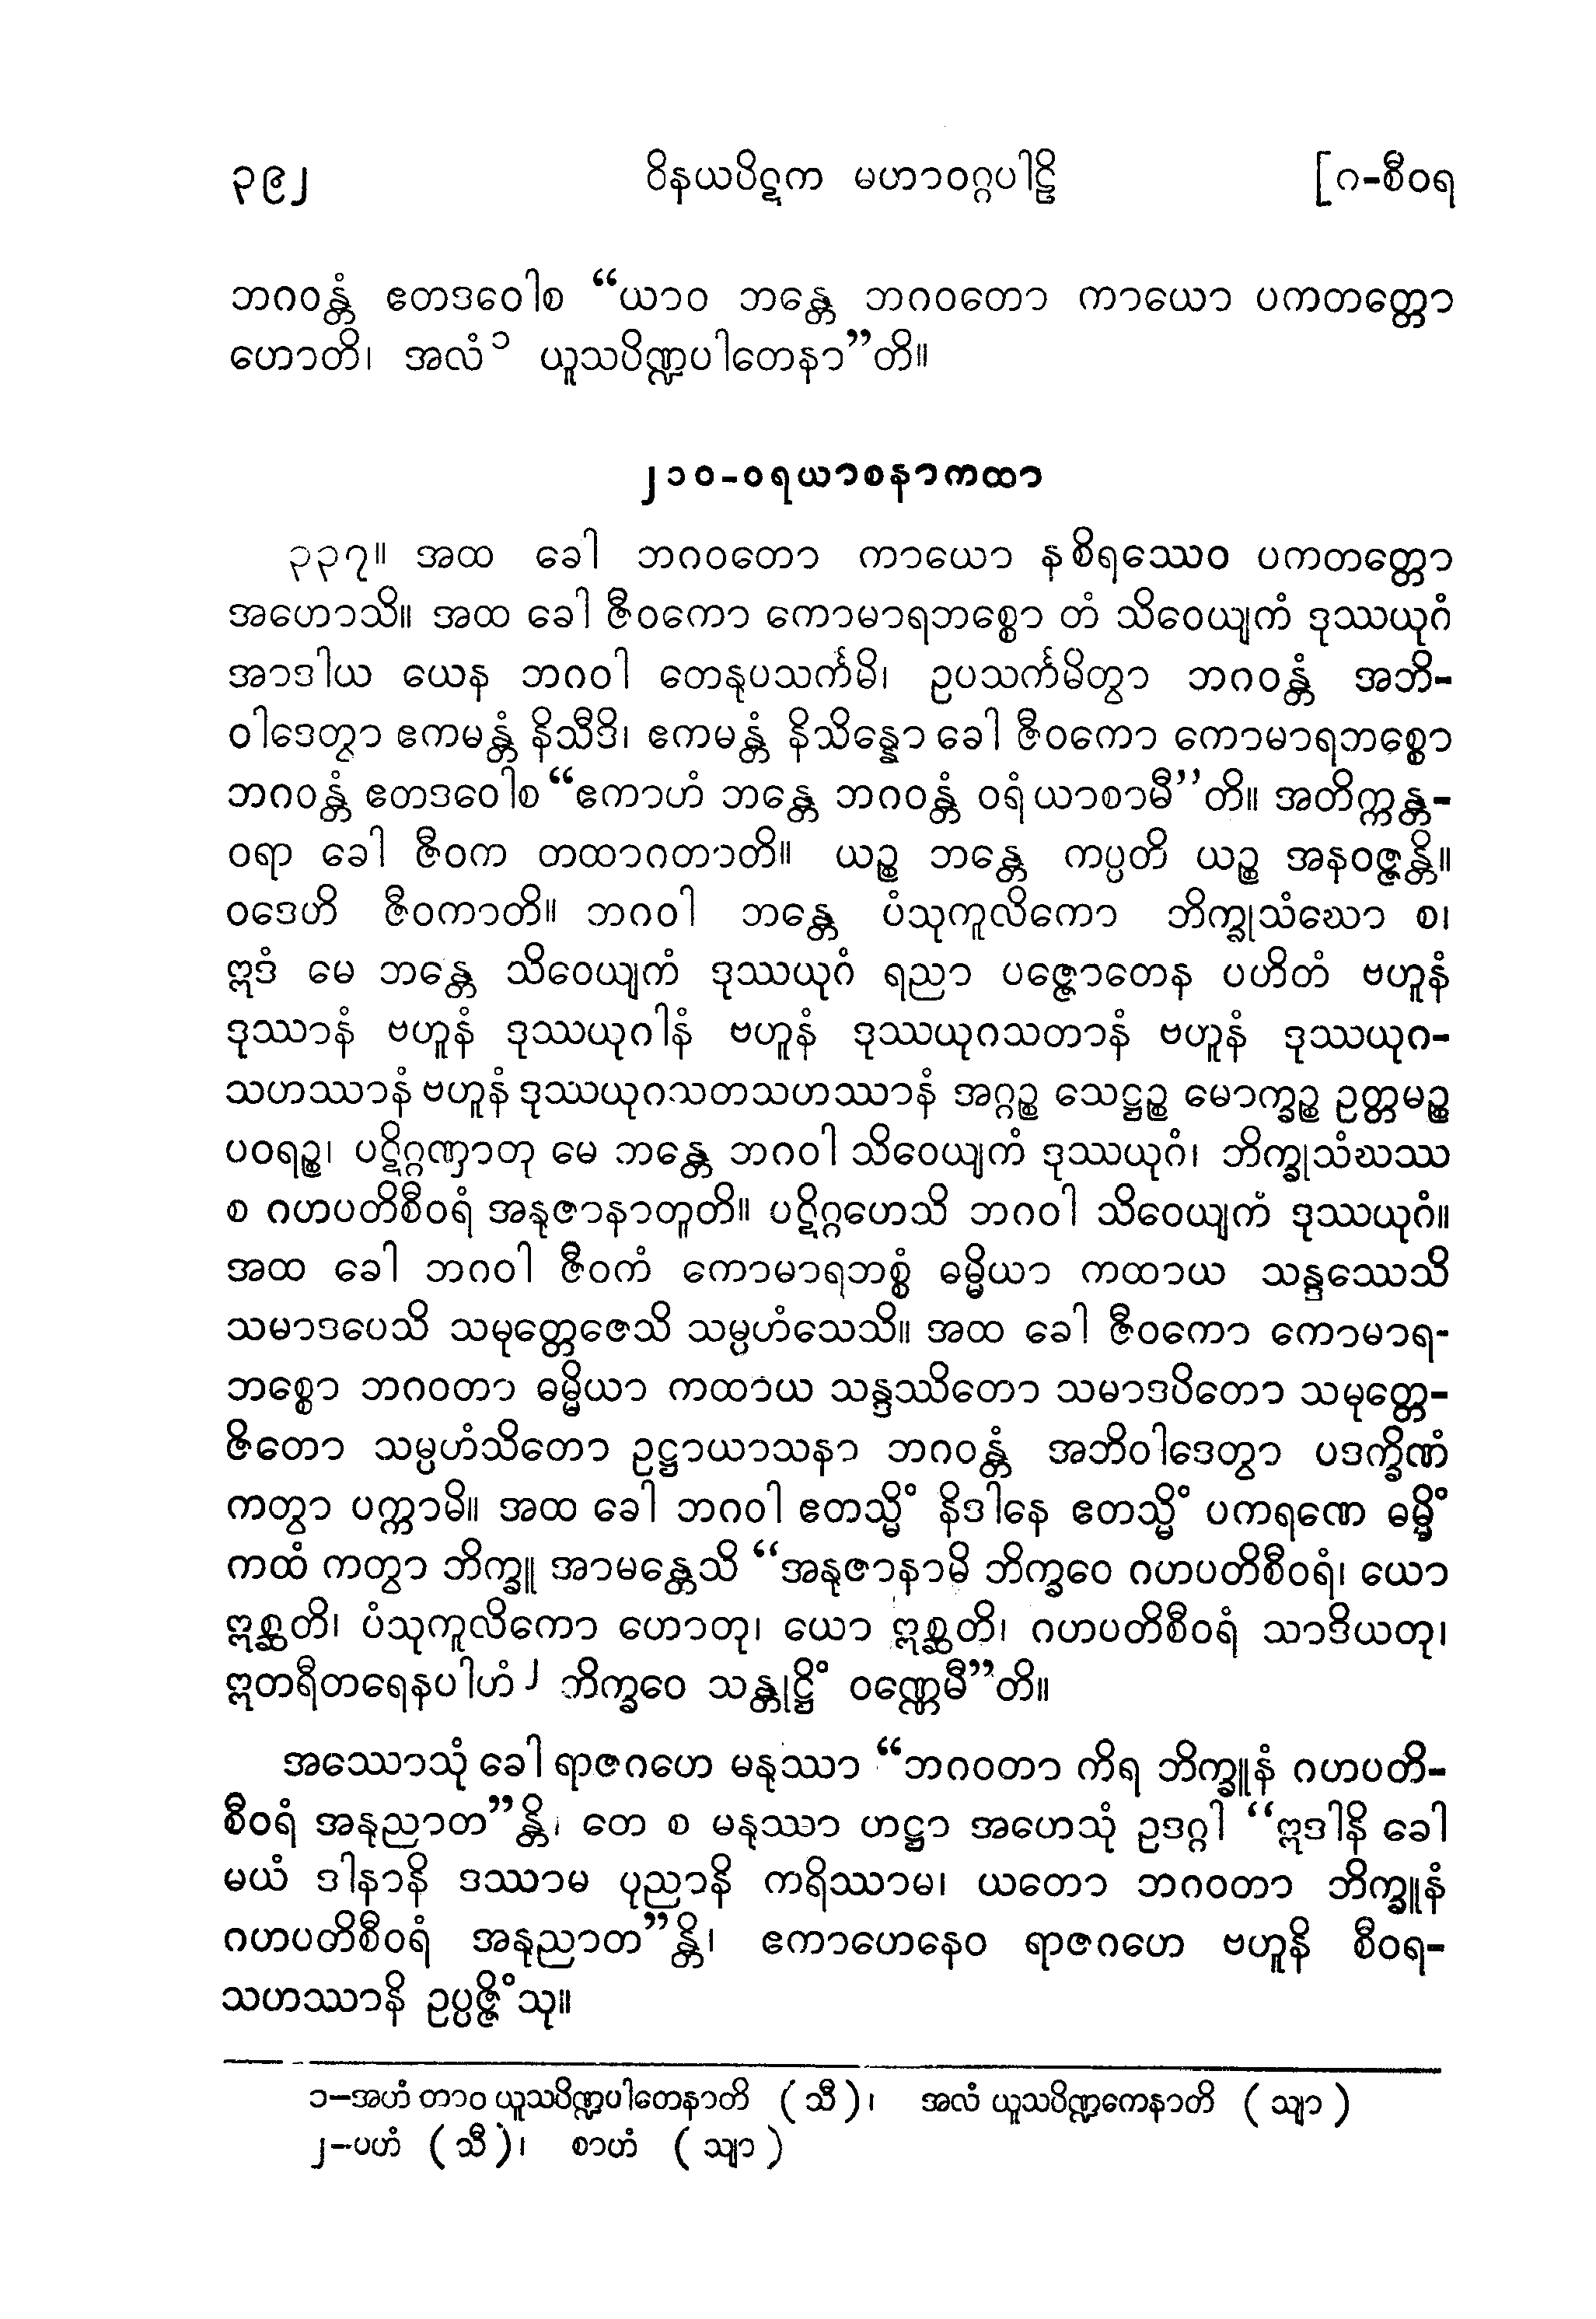 ၃၉၂ ဝိနယပိဋက မဟာဝဂ္ဂပါဠိ [ဂ-စီဝရ
ဘဂဝန္တံ ဧတဒဝေါစ “ယာဝ ဘန္တေ ဘဂဝတော ကာယော ပကတတ္တော
ဟောတိ၊ အလံ၁ ယူသပိဏ္ဍပါတေနာ”တိ။
၂၁၀-ဝရယာစနာကထာ
၃၃၇။ အထ ခေါ ဘဂဝတော ကာယော နစိရဿေဝ ပကတတ္တော
အဟောသိ။ အထ ခေါ ဇီဝကော ကောမာရဘစ္စော တံ သိဝေယျကံ ဒုဿယုဂံ
အာဒါယ ယေန ဘဂဝါ တေနုပသင်္ကမိ၊ ဥပသင်္ကမိတွာ ဘဂဝန္တံ အဘိ-
ဝါဒေတွာ ဧကမန္တံ နိသီဒိ၊ ဧကမန္တံ နိသိန္နော ခေါ ဇီဝကော ကောမာရဘစ္စော
ဘဂဝန္တံ ဧတဒဝေါစ “ဧကာဟံ ဘန္တေ ဘဂဝန္တံ ဝရံ ယာစာမီ”တိ။ အတိက္ကန္တ-
ဝရာ ခေါ ဇီဝက တထာဂတာတိ။ ယဉ္စ ဘန္တေ ကပ္ပတိ ယဉ္စ အနဝဇ္ဇန္တိ။
ဝဒေဟိ ဇီဝကာတိ။ ဘဂဝါ ဘန္တေ ပံသုကူလိကော ဘိက္ခုသံဃော စ၊
ဣဒံ မေ ဘန္တေ သိဝေယျကံ ဒုဿယုဂံ ရညာ ပဇ္ဇောတေန ပဟိတံ ဗဟူနံ
ဒုဿာနံ ဗဟူနံ ဒုဿယုဂါနံ ဗဟူနံ ဒုဿယုဂသတာနံ ဗဟူနံ ဒုဿယုဂ-
သဟဿာနံ ဗဟူနံ ဒုဿယုဂသတသဟဿာနံ အဂ္ဂဉ္စ သေဋ္ဌဉ္စ မောက္ခဉ္စ ဥတ္တမဉ္စ
ပဝရဉ္စ၊ ပဋိဂ္ဂဏှာတု မေ ဘန္တေ ဘဂဝါ သိဝေယျကံ ဒုဿယုဂံ၊ ဘိက္ခုသံဃဿ
စ ဂဟပတိစီဝရံ အနုဇာနာတူတိ။ ပဋိဂ္ဂဟေသိ ဘဂဝါ သိဝေယျကံ ဒုဿယုဂံ။
အထ ခေါ ဘဂဝါ ဇီဝကံ ကောမာရဘစ္စံ ဓမ္မိယာ ကထာယ သန္ဒဿေသိ
သမာဒပေသိ သမုတ္တေဇေသိ သမ္ပဟံသေသိ။ အထ ခေါ ဇီဝကော ကောမာရ-
ဘစ္စော ဘဂဝတာ ဓမ္မိယာ ကထာယ သန္ဒဿိတော သမာဒပိတော သမုတ္တေ-
ဇိတော သမ္ပဟံသိတော ဥဋ္ဌာယာသနာ ဘဂဝန္တံ အဘိဝါဒေတွာ ပဒက္ခိဏံ
ကတွာ ပက္ကာမိ။ အထ ခေါ ဘဂဝါ ဧတသ္မိံ နိဒါနေ ဧတသ္မိံ ပကရဏေ ဓမ္မိံ
ကထံ ကတွာ ဘိက္ခူ အာမန္တေသိ “အနုဇာနာမိ ဘိက္ခဝေ ဂဟပတိစီဝရံ၊ ယော
ဣစ္ဆတိ၊ ပံသုကူလိကော ဟောတု၊ ယော ဣစ္ဆတိ၊ ဂဟပတိစီဝရံ သာဒိယတု၊
ဣတရီတရေနပါဟံ၂ ဘိက္ခဝေ သန္တုဋ္ဌိံ ဝဏ္ဏေမီ”တိ။
အဿောသုံ ခေါ ရာဇဂဟေ မနုဿာ “ဘဂဝတာ ကိရ ဘိက္ခူနံ ဂဟပတိ-
စီဝရံ အနုညာတ”န္တိ၊ တေ စ မနုဿာ ဟဋ္ဌာ အဟေသုံ ဥဒဂ္ဂါ “ဣဒါနိ ခေါ
မယံ ဒါနာနိ ဒဿာမ ပုညာနိ ကရိဿာမ၊ ယတော ဘဂဝတာ ဘိက္ခူနံ
ဂဟပတိစီဝရံ အနုညာတ”န္တိ၊ ဧကာဟေနေဝ ရာဇဂဟေ ဗဟူနိ စီဝရ-
သဟဿာနိ ဥပ္ပဇ္ဇိံသု။
၁-အဟံ တာဝ ယူသပိဏ္ဍပါတေနာတိ (သီ)၊ အလံ ယူသပိဏ္ဍကေနာတိ (သျာ)
၂-ပဟံ (သီ)၊ စာဟံ (သျာ)